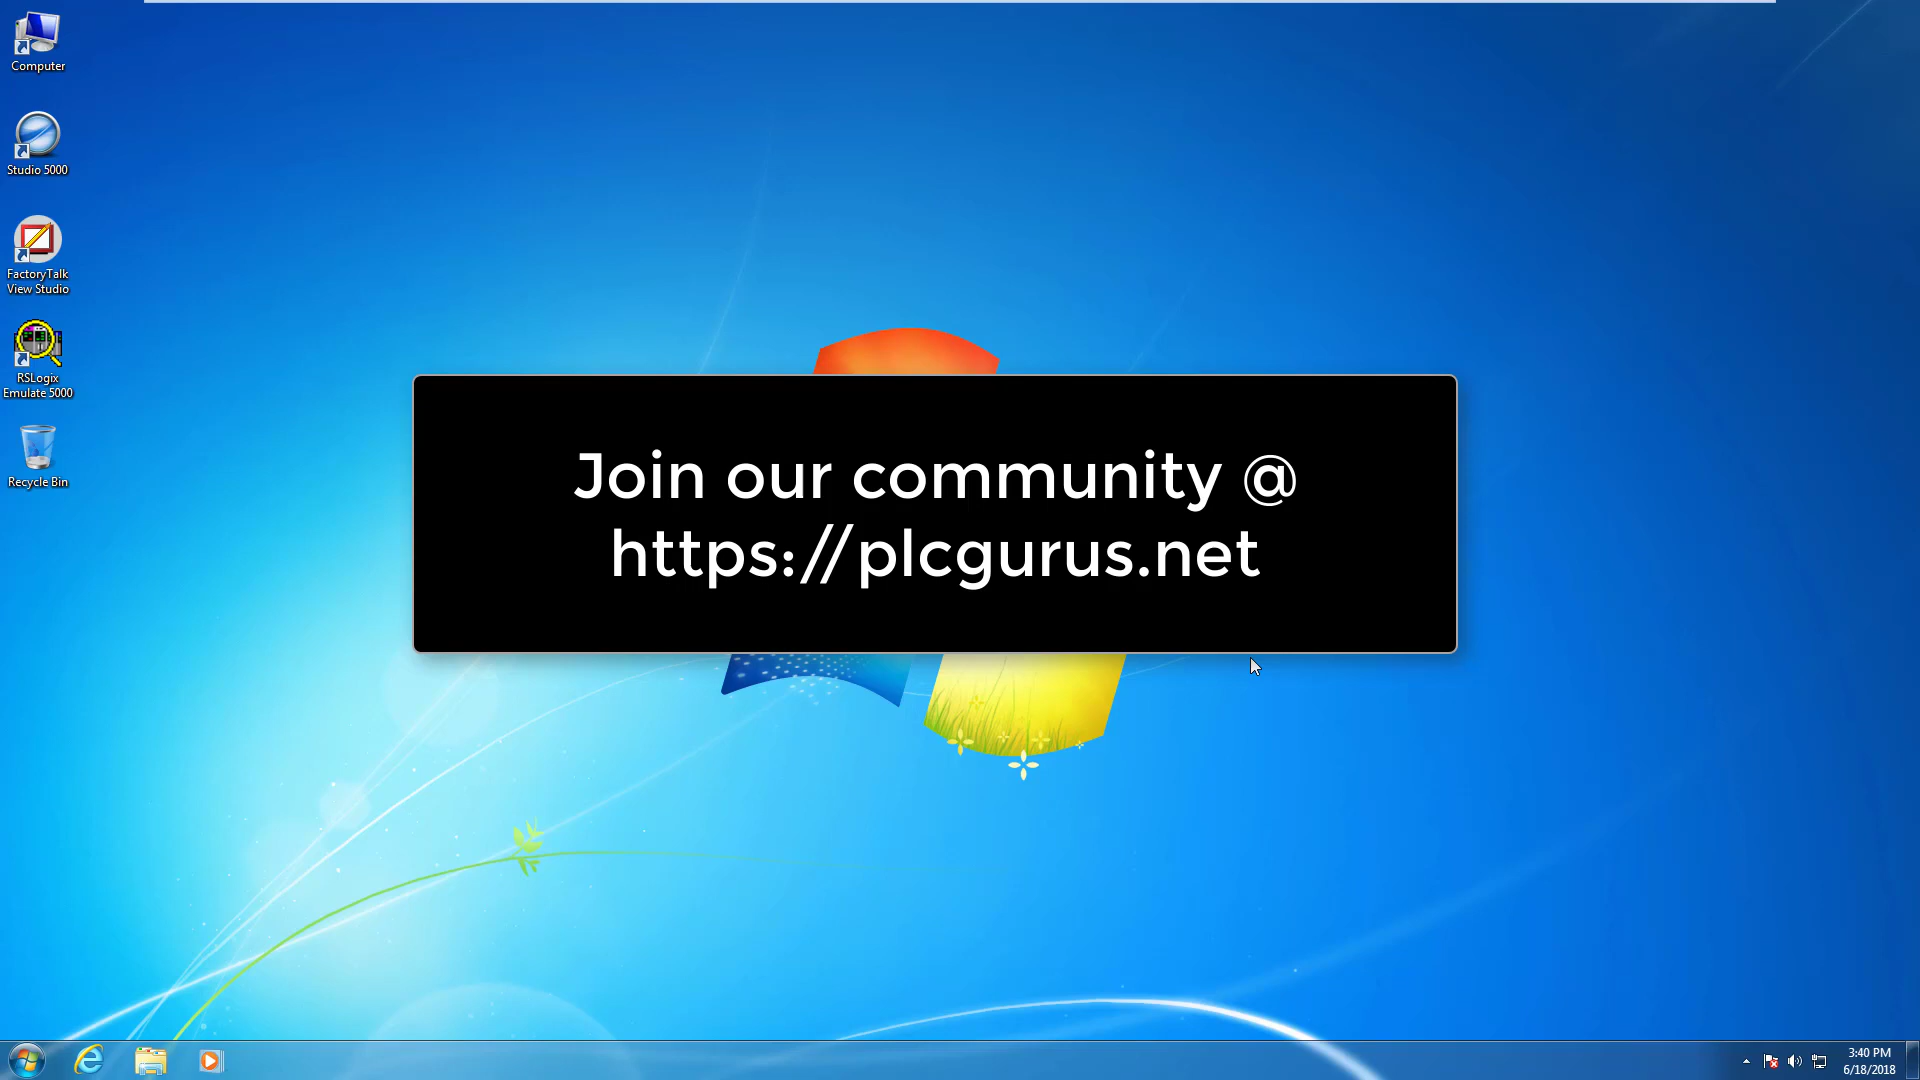 Computer
Studio 5000
FactoryTalk
View Studio
RSLogix
Emulate 5000
Recycle Bin
Join our community @
https://plcgurus.net
3:40 PM
6/18/2018